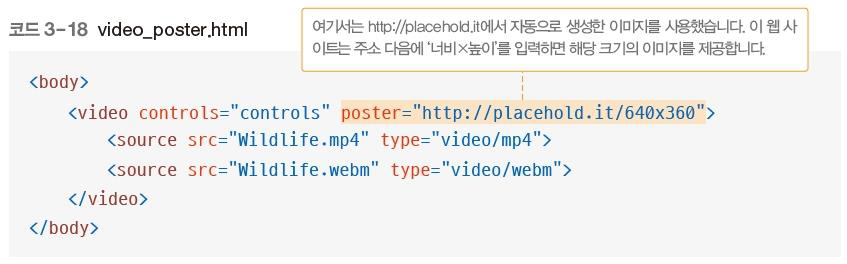 코드 3-18 video_poster.html
여기서는 http://placehold.it에서 자동으로 생성한 이미지를 사용했습니다. 이 웹 사
이트는 주소 다음에 ‘너비×높이’를 입력하면 해당 크기의 이미지를 제공합니다.
<body>
<video controls="controls" poster="http://placehold.it/640x360">
<source src="Wildlife.mp4" type="video/mp4">
<source src="Wildlife.webm" type="video/webm">
</video>
</body>